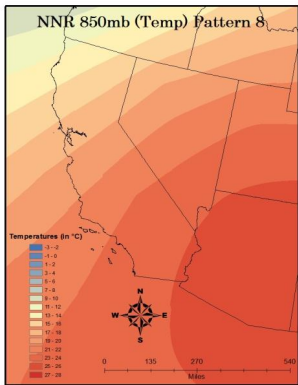 NNR 850mb (Temp) Pattern 8
Temperatures (in °C)
-3 - -2
-1 - 0
1 - 2
3 - 4
5 - 6
7 - 8
9 - 10
11 - 12
13 - 14
15 - 16
17 - 18
19 - 20
21 - 22
23 - 24
25 - 26
27 - 28
N
W E
S
0 135 270 540
Miles